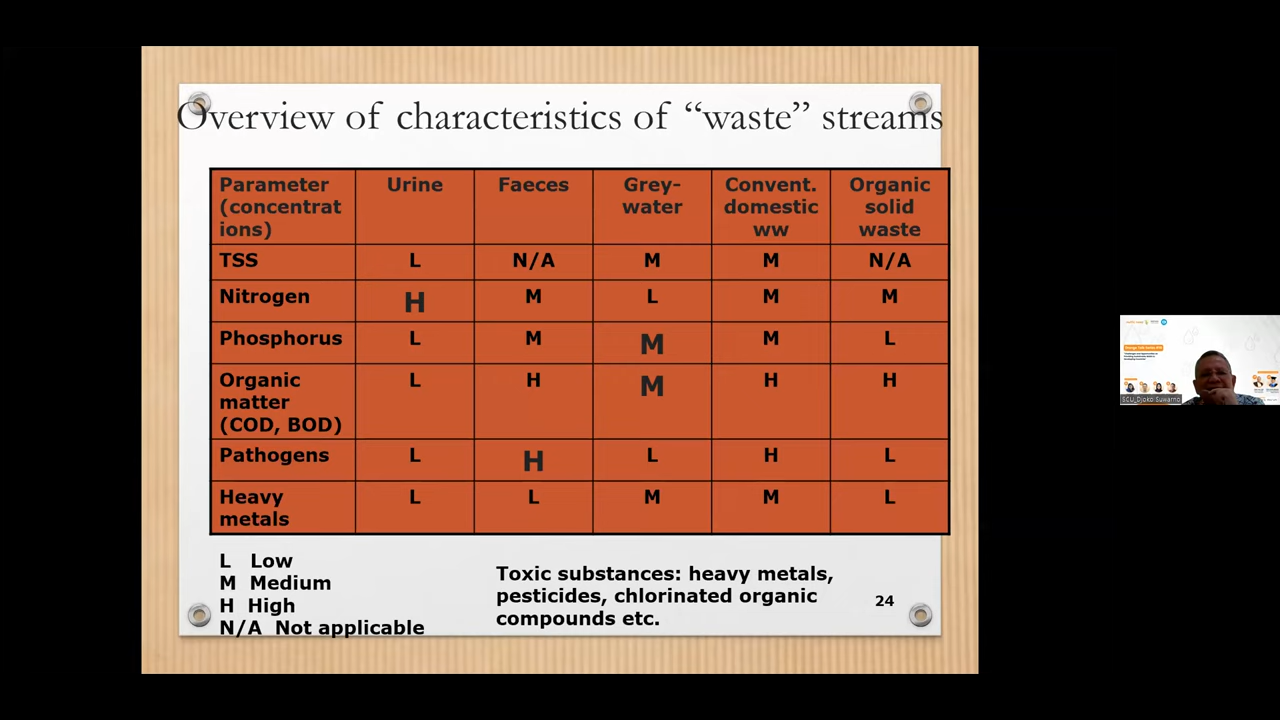 Overview of characteristics of “waste” streams
Parameter (concentrat ions) Urine Faeces Grey- water Convent. domestic ww Organic solid waste
TSS L N/A M M N/A
Nitrogen H M L M M
Phosphorus L M M M L
Organic matter (COD, BOD) L H M H H
Pathogens L H L H L
Heavy metals L L M M L
L Low
M Medium
H High
N/A Not applicable
Toxic substances: heavy metals,
pesticides, chlorinated organic
compounds etc.
24
SCU_Djoko Suwarno